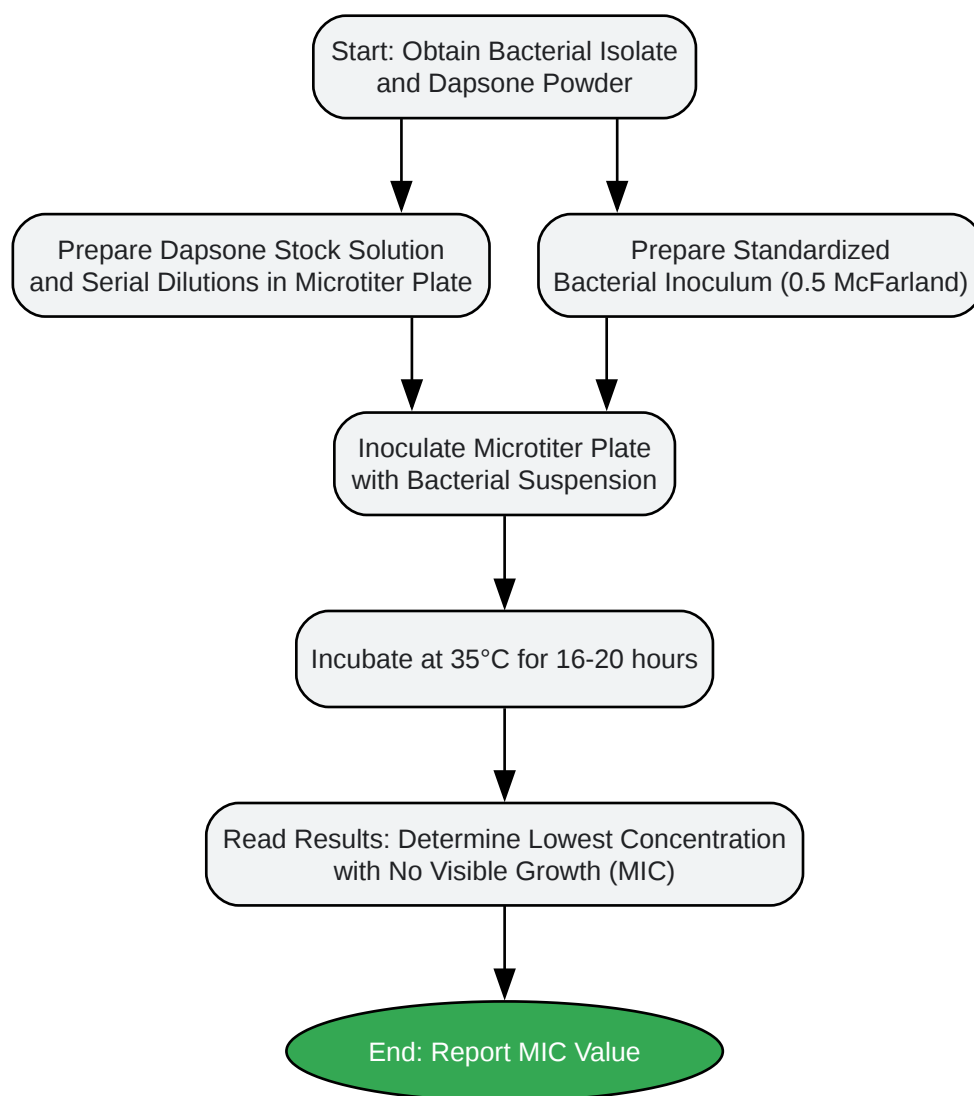 Start: Obtain Bacterial Isolate
and Dapsone Powder
Prepare Dapsone Stock Solution
and Serial Dilutions in Microtiter Plate
Prepare Standardized
Bacterial Inoculum (0.5 McFarland)
Inoculate Microtiter Plate
with Bacterial Suspension
Incubate at 35°C for 16-20 hours
Read Results: Determine Lowest Concentration
with No Visible Growth (MIC)
End: Report MIC Value